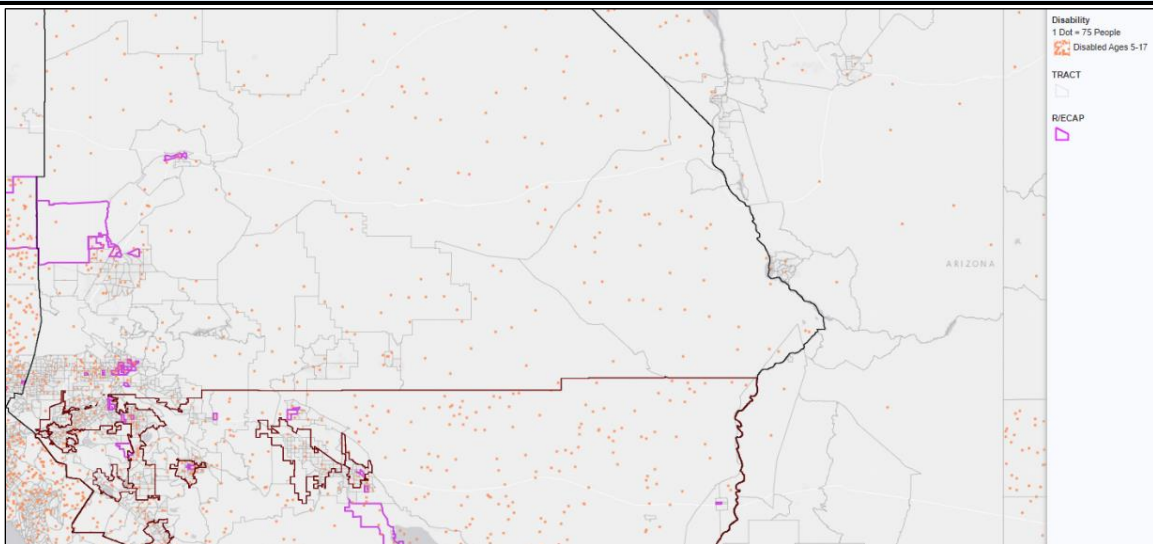 Disability
1 Dot = 75 People
Disabled Ages 5-17
TRACT
R/ECAP
ARIZONA